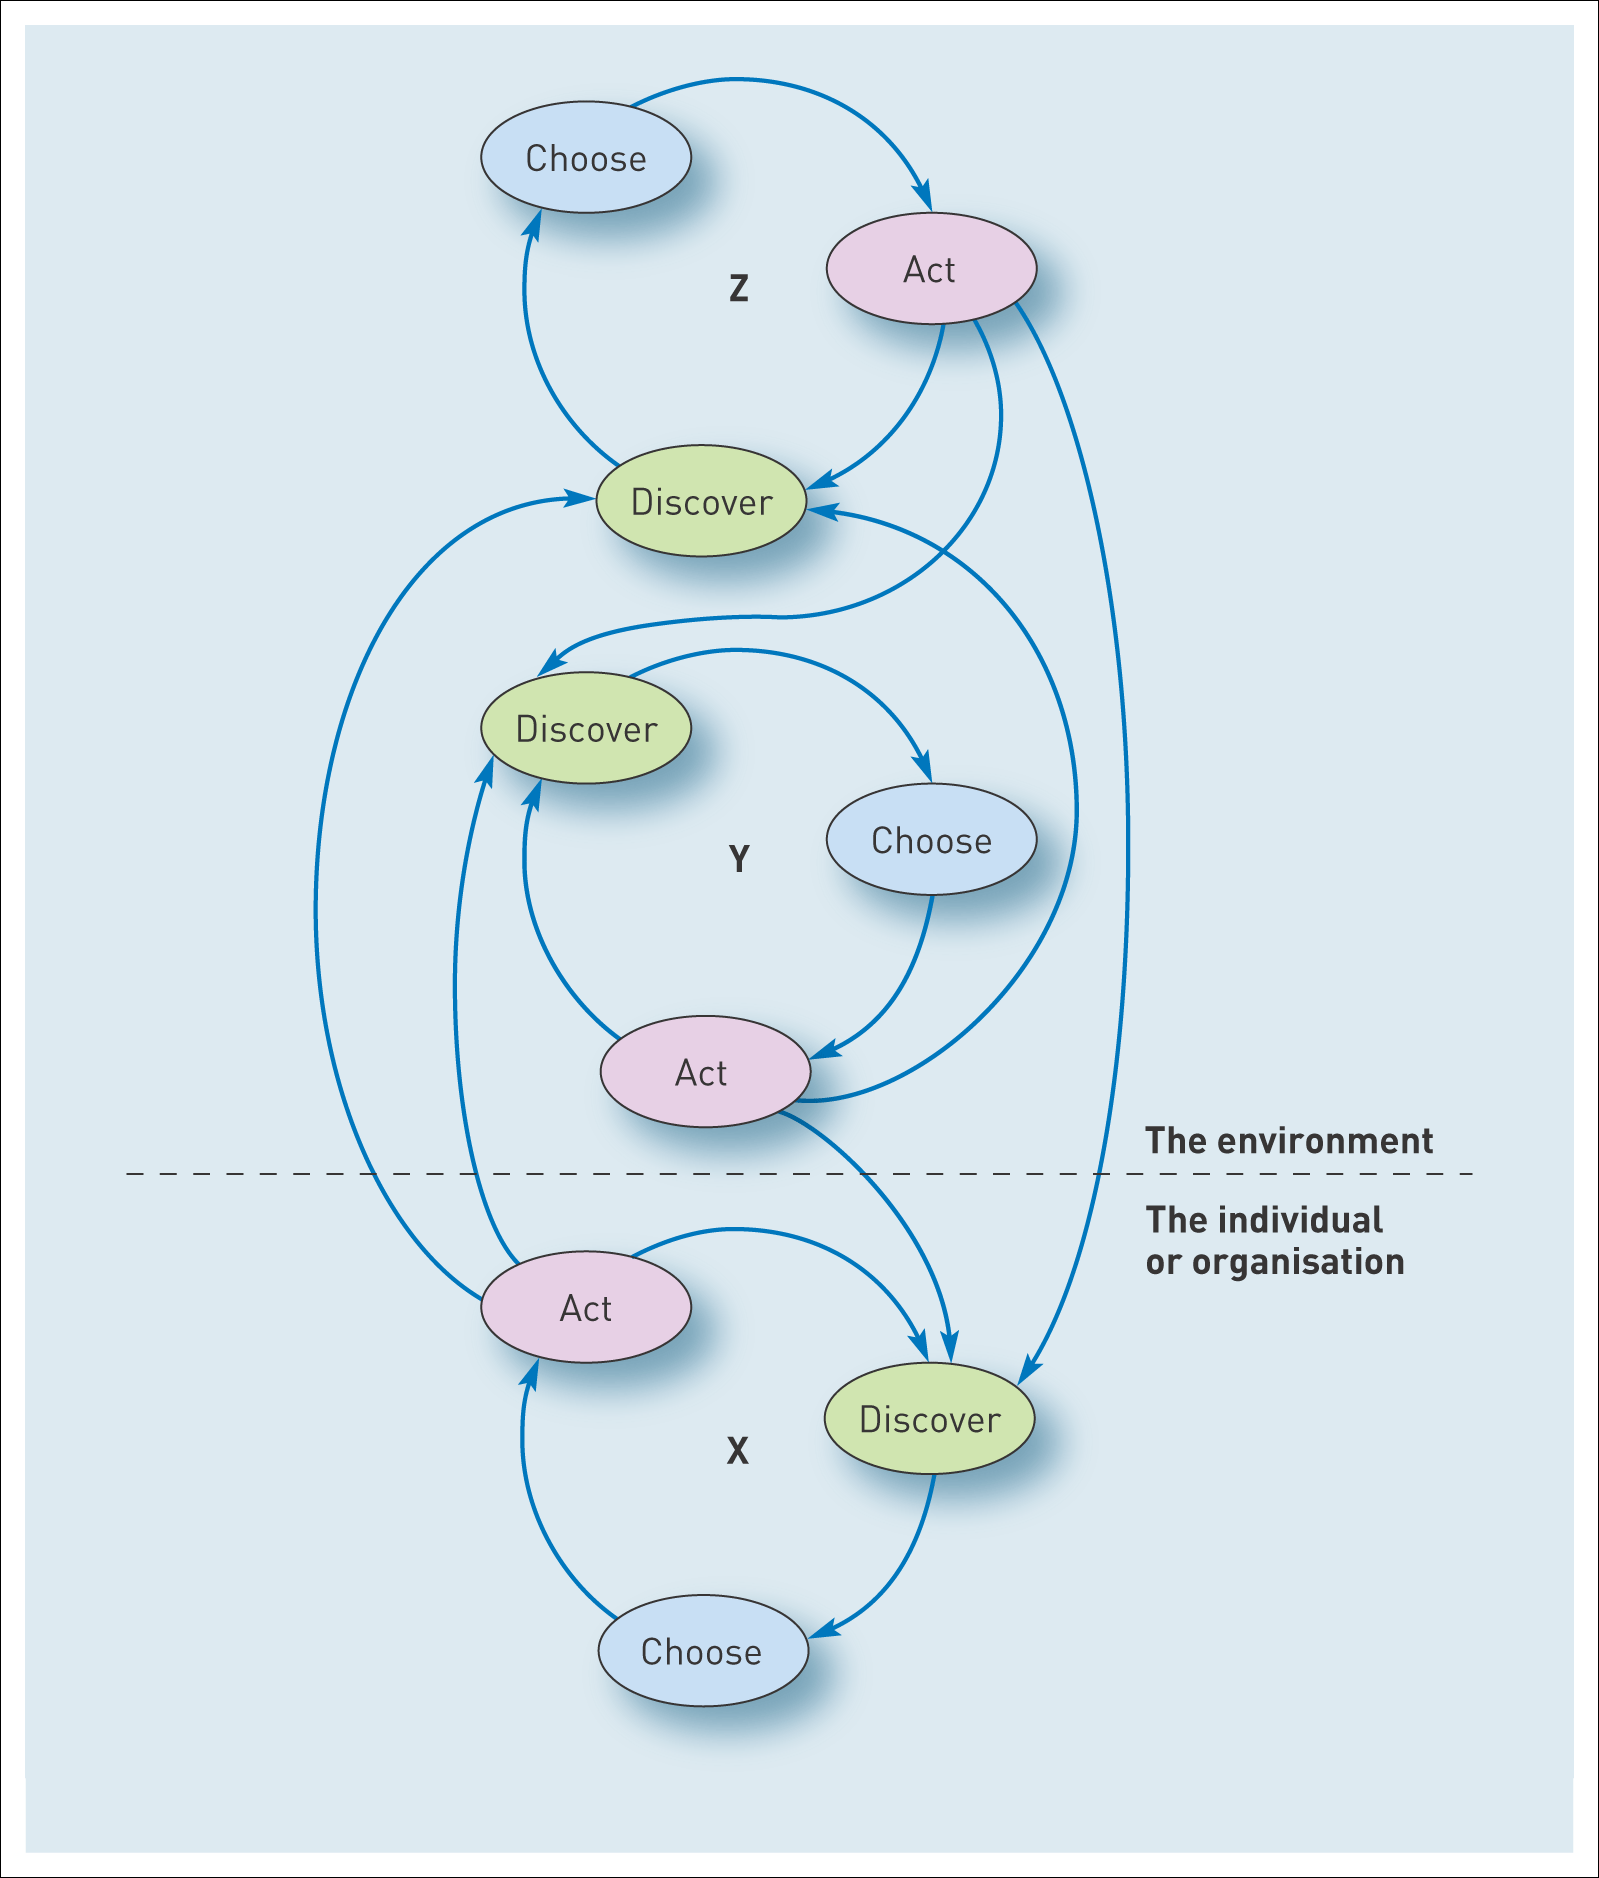 Choose
Act
Z
Discover
Discover
Choose
Y
Act
The environment
The individual
or organisation
Act
Discover
X
Choose